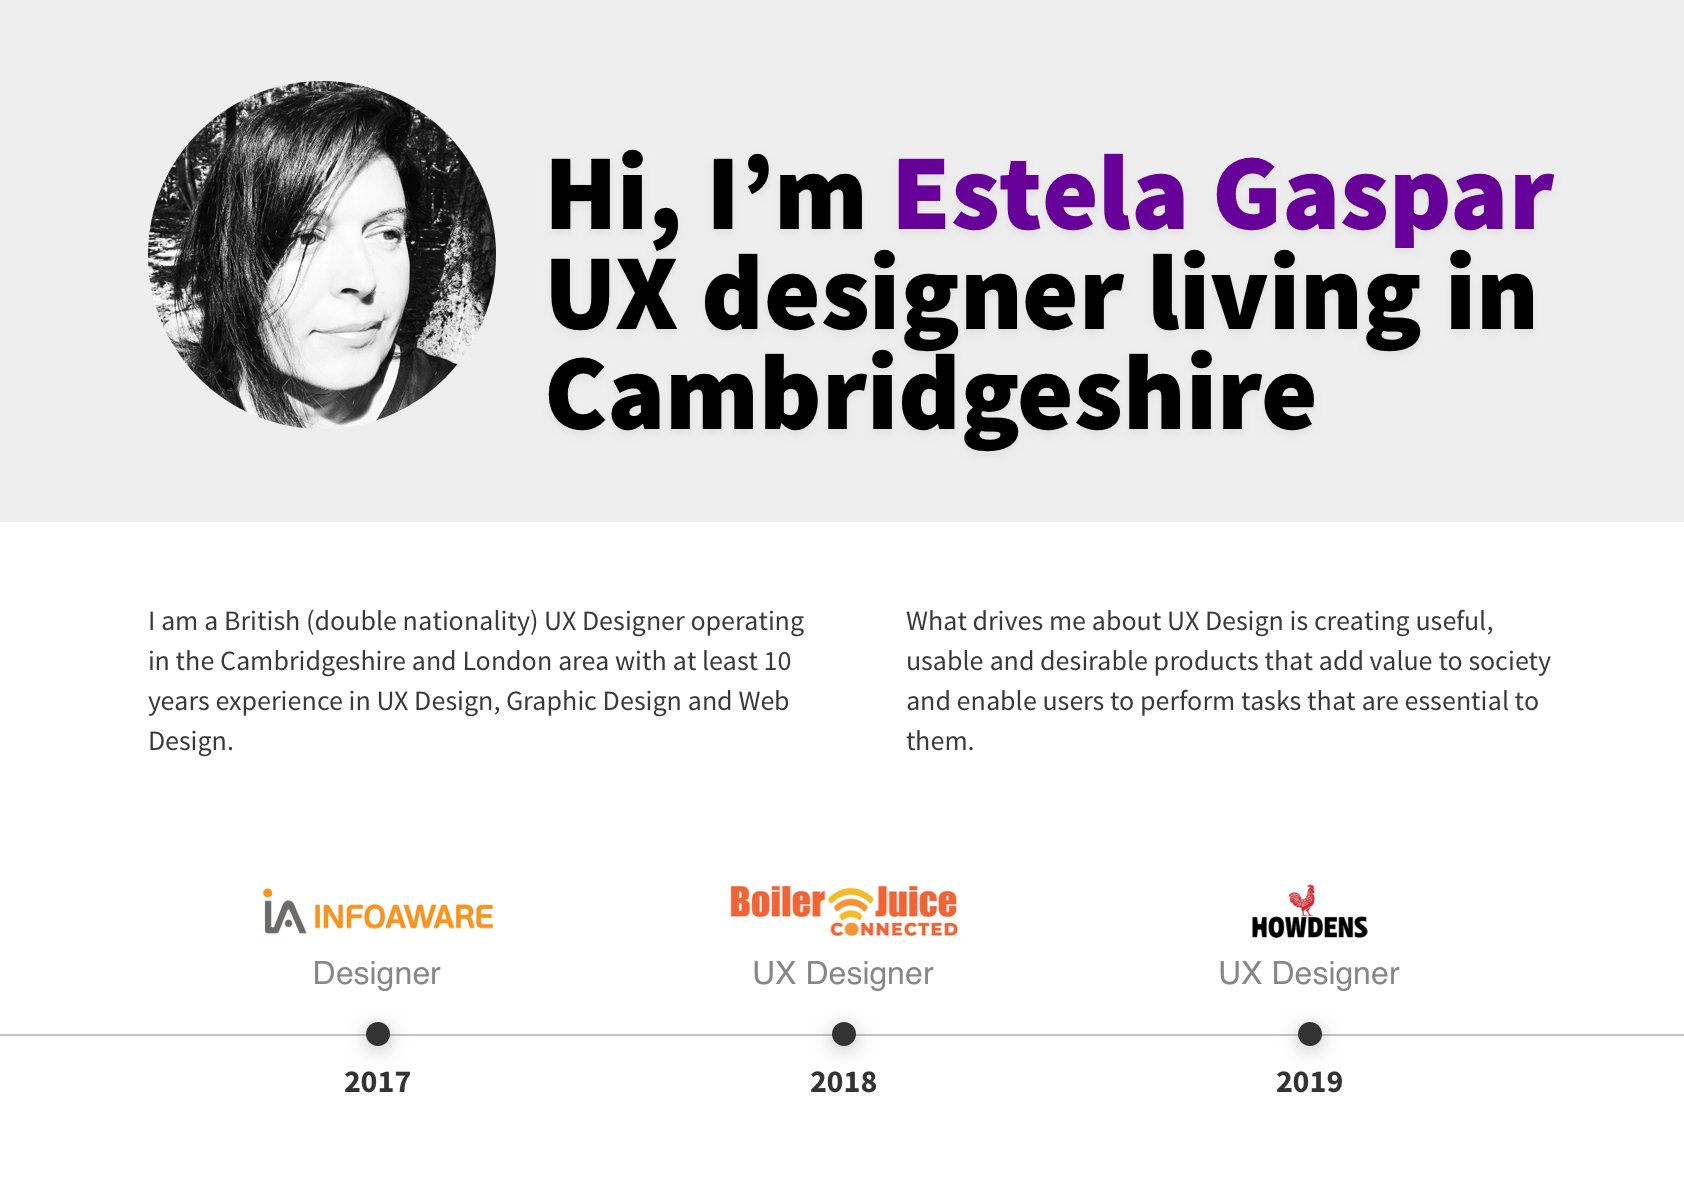 Hi, I’m Estela Gaspar
UX designer living in
Cambridgeshire
I am a British (double nationality) UX Designer operating
in the Cambridgeshire and London area with at least 10
years experience in UX Design, Graphic Design and Web
Design.
What drives me about UX Design is creating useful,
usable and desirable products that add value to society
and enable users to perform tasks that are essential to
them.
iA INFOAWARE
Designer
2017
Boiler Juice
CONNECTED
UX Designer
2018
HOWDENS
UX Designer
2019